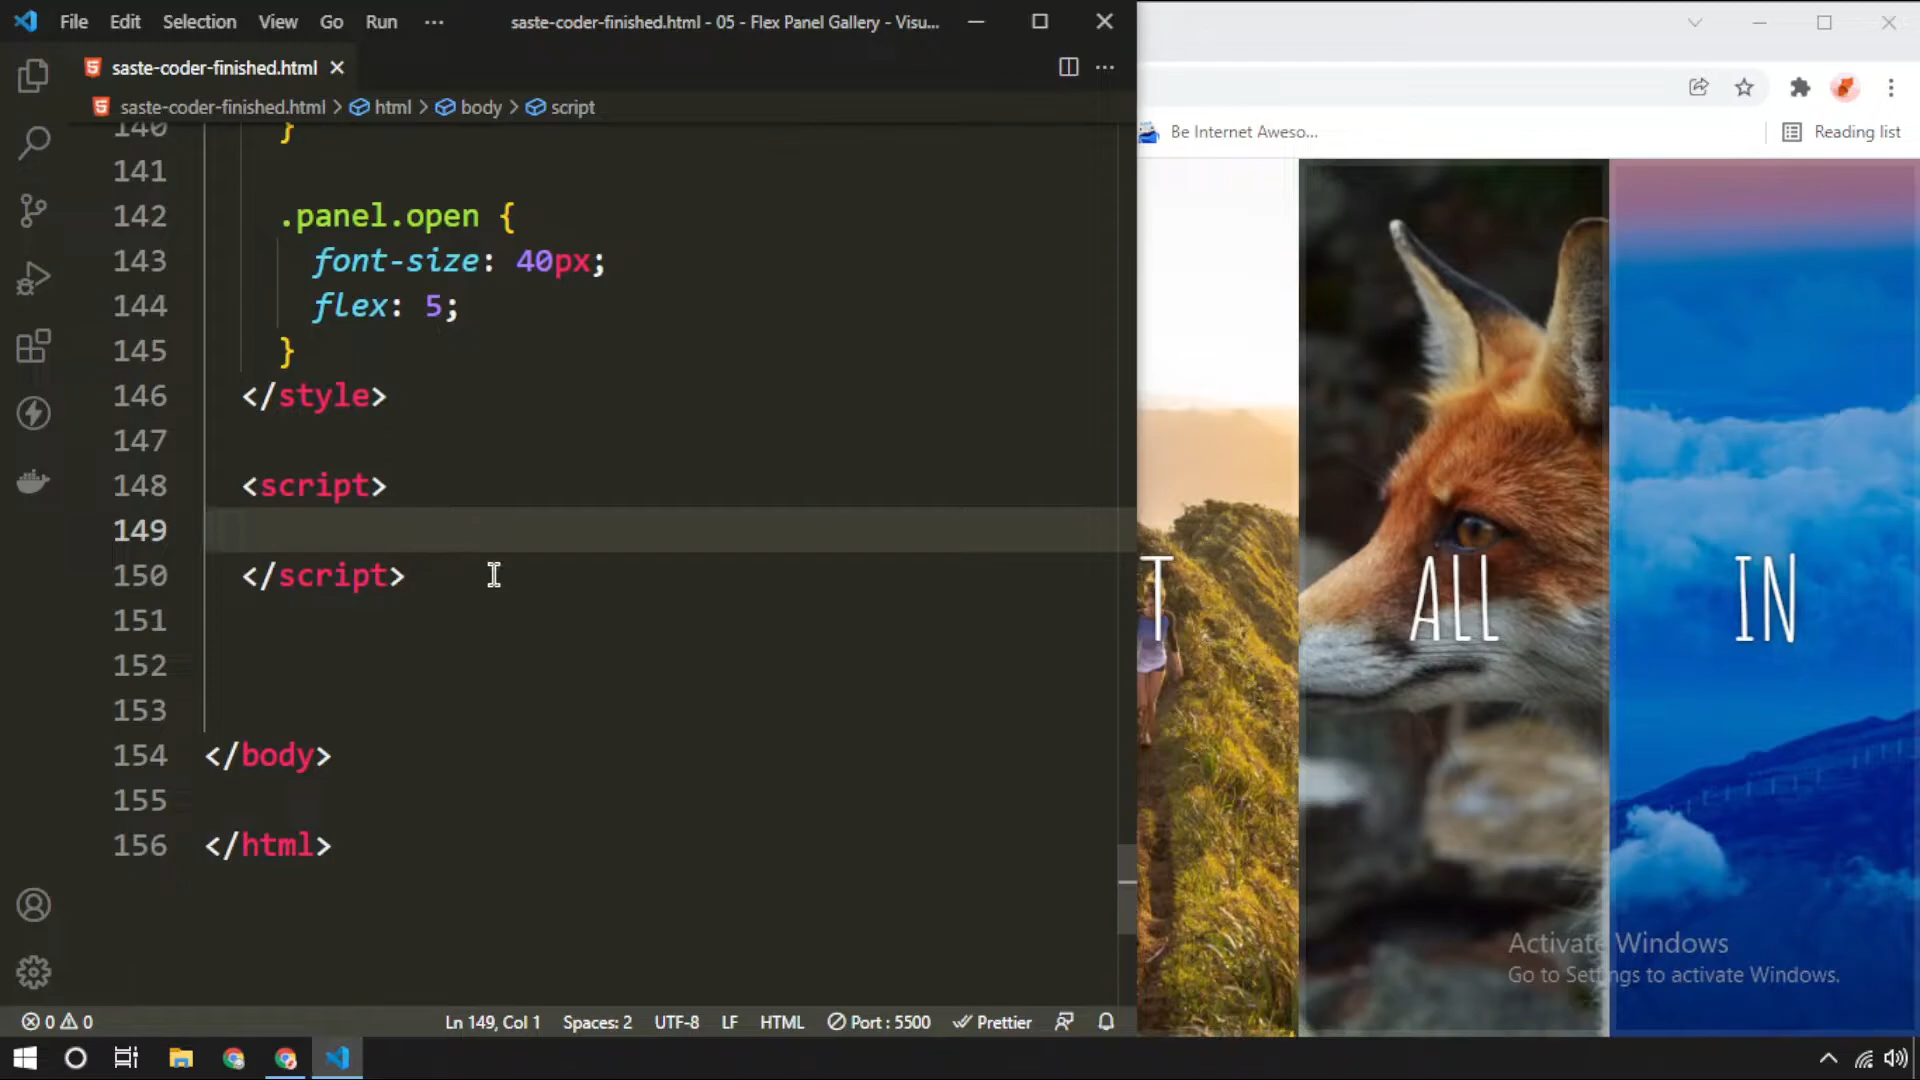 File Edit Selection View Go Run ··· saste-coder-finished.html - 05 - Flex Panel Gallery - Visu...
saste-coder-finished.html
saste-coder-finished.html > html > body > script
140 }
141
142 .panel.open {
143 font-size: 40px;
144 flex: 5;
145 }
146 </style>
147
148 <script>
149
150 </script>
151
152
153
154 </body>
155
156 </html>
0 0 Ln 149, Col 1 Spaces: 2 UTF-8 LF HTML Port : 5500 Prettier
Be Internet Aweso...
Reading list
T
ALL
IN
Activate Windows
Go to Settings to activate Windows.